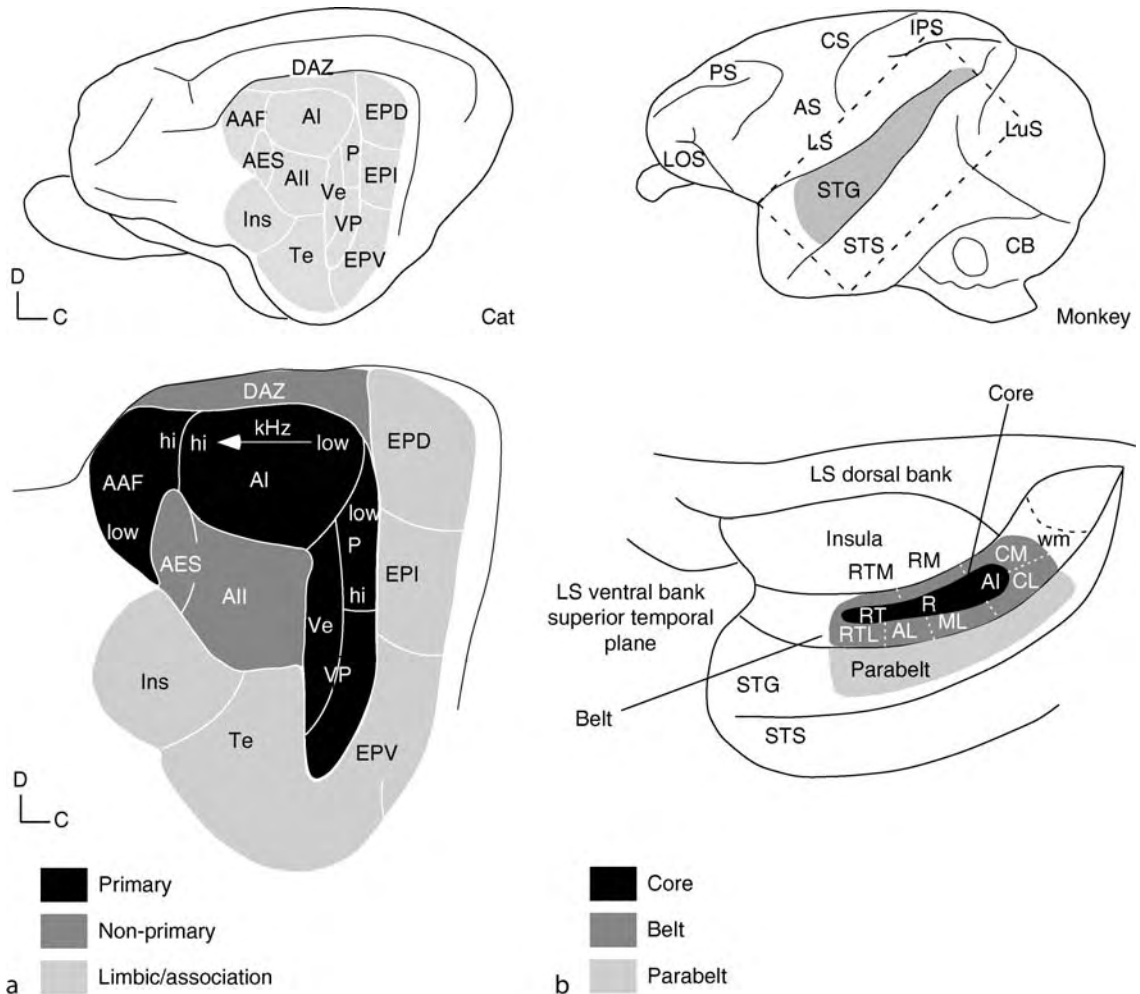 DAZ
AAF
AI
EPD
AES
AII
P
Ve
EPI
Ins
VP
Te
EPV
D
C
Cat
IPS
CS
PS
AS
LS
LuS
LOS
STG
STS
CB
Monkey
DAZ
hi
hi
kHz
low
EPD
AAF
AI
low
low
P
AES
hi
EPI
AII
Ve
Ins
VP
Te
EPV
D
C
Primary
Non-primary
Limbic/association
a
Core
LS dorsal bank
wm
Insula
RM
CM
RTM
AI
CL
LS ventral bank
superior temporal
plane
R
RT
ML
RTL
AL
Parabelt
STG
Belt
STS
Core
Belt
Parabelt
b